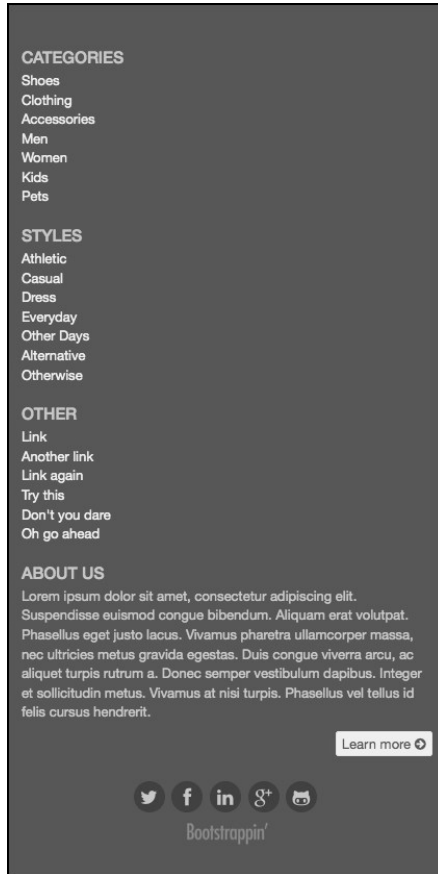 CATEGORIES
Shoes
Clothing
Accessories
Men
Women
Kids
Pets
STYLES
Athletic
Casual
Dress
Everyday
Other Days
Alternative
Otherwise
OTHER
Link
Another link
Link again
Try this
Don't you dare
Oh go ahead
ABOUT US
Lorem ipsum dolor sit amet, consectetur adipiscing elit.
Suspendisse euismod congue bibendum. Aliquam erat volutpat.
Phasellus eget justo lacus. Vivamus pharetra ullamcorper massa,
nec ultricies metus gravida egestas. Duis congue viverra arcu, ac
aliquet turpis rutrum a. Donec semper vestibulum dapibus. Integer
et sollicitudin metus. Vivamus at nisi turpis. Phasellus vel tellus id
felis cursus hendrerit.
Learn more
f in g+
Bootstrappin'